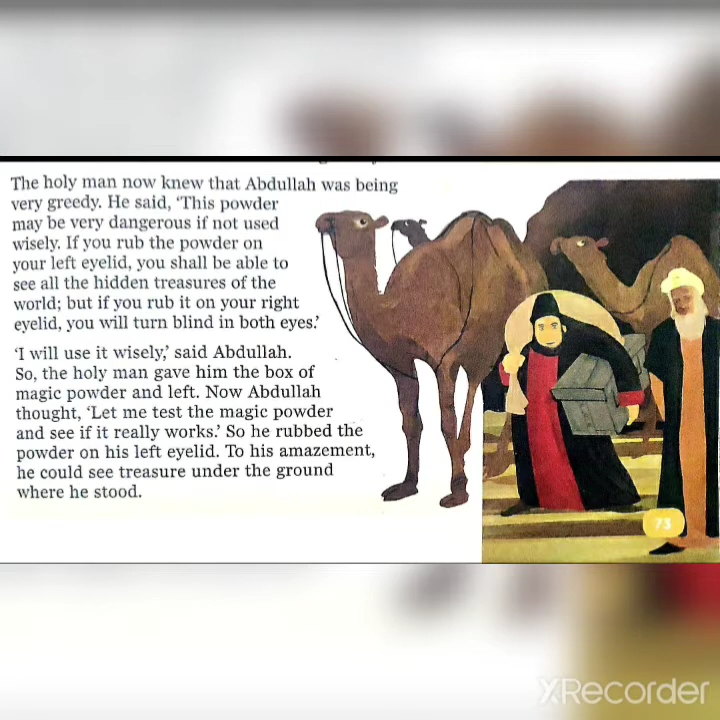 The holy man now knew that Abdullah was being
very greedy. He said, ‘This powder
may be very dangerous if not used
wisely. If you rub the powder on
your left eyelid, you shall be able to
see all the hidden treasures of the
world; but if you rub it on your right
eyelid, you will turn blind in both eyes.’
‘I will use it wisely,’ said Abdullah.
So, the holy man gave him the box of
magic powder and left. Now Abdullah
thought, ‘Let me test the magic powder
and see if it really works.’ So he rubbed the
powder on his left eyelid. To his amazement,
he could see treasure under the ground
where he stood.
73
XRecorder